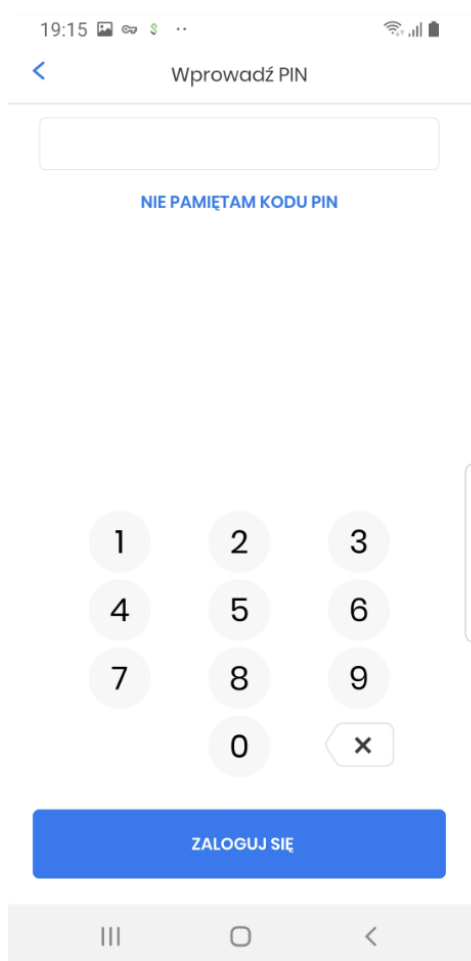 19:15
Wprowadź PIN
NIE PAMIĘTAM KODU PIN
1 2 3
4 5 6
7 8 9
0
ZALOGUJ SIĘ